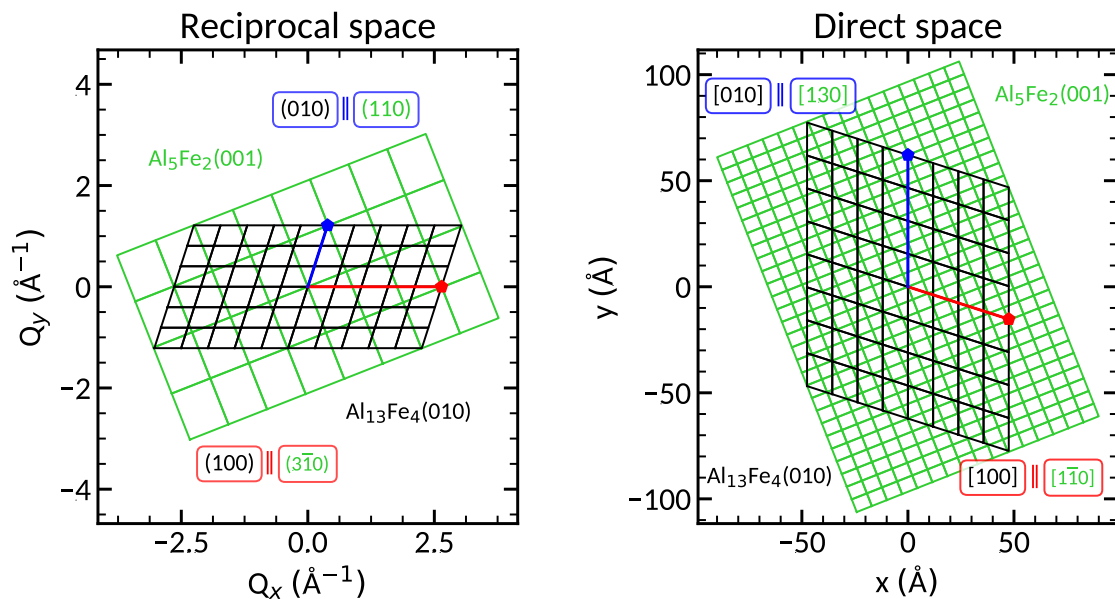 Reciprocal space
4
2
0
−2
−4
Q_y (Å⁻¹)
(010) ∥ (110)
Al₅Fe₂(001)
Al₁₃Fe₄(010)
(100) ∥ (31̅0)
−2.5 0.0 2.5
Qₓ (Å⁻¹)
Direct space
100
50
0
−50
−100
y (Å)
[010] ∥ [130]
Al₅Fe₂(001)
Al₁₃Fe₄(010)
[100] ∥ [11̅0]
−50 0 50
x (Å)